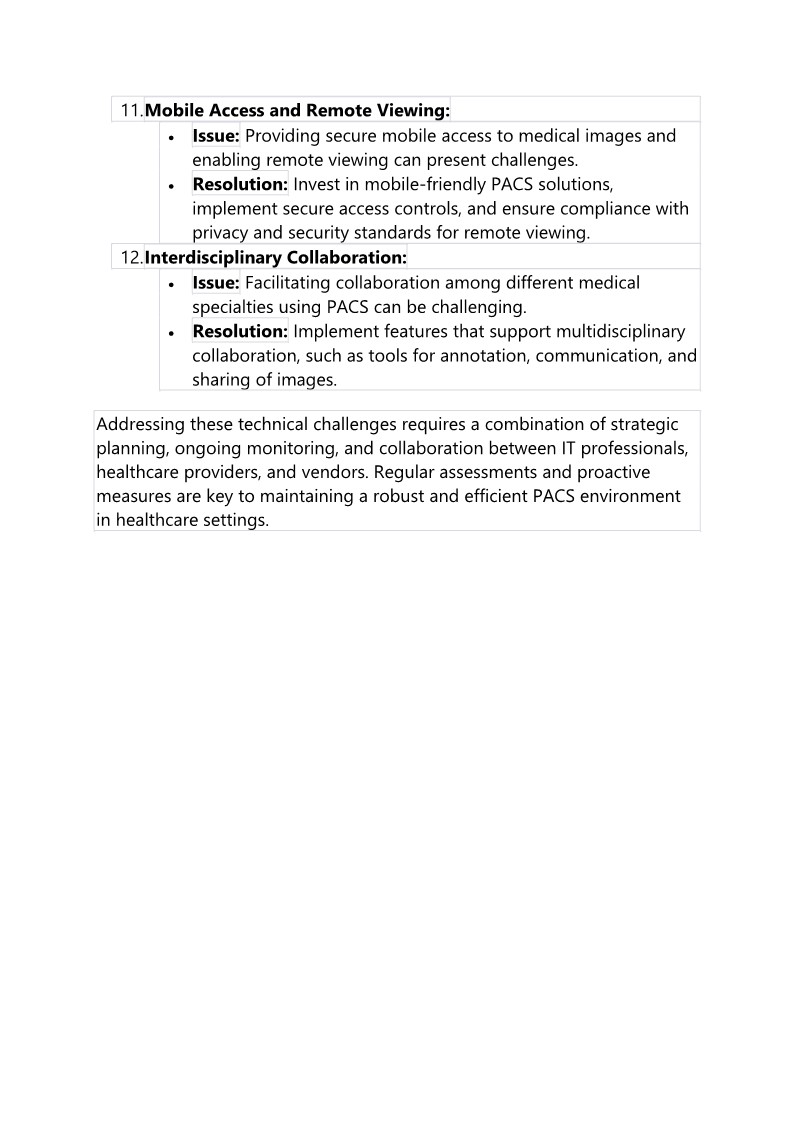 11.Mobile Access and Remote Viewing:
• Issue: Providing secure mobile access to medical images and
enabling remote viewing can present challenges.
• Resolution: Invest in mobile-friendly PACS solutions,
implement secure access controls, and ensure compliance with
privacy and security standards for remote viewing.
12.Interdisciplinary Collaboration:
• Issue: Facilitating collaboration among different medical
specialties using PACS can be challenging.
• Resolution: Implement features that support multidisciplinary
collaboration, such as tools for annotation, communication, and
sharing of images.
Addressing these technical challenges requires a combination of strategic
planning, ongoing monitoring, and collaboration between IT professionals,
healthcare providers, and vendors. Regular assessments and proactive
measures are key to maintaining a robust and efficient PACS environment
in healthcare settings.